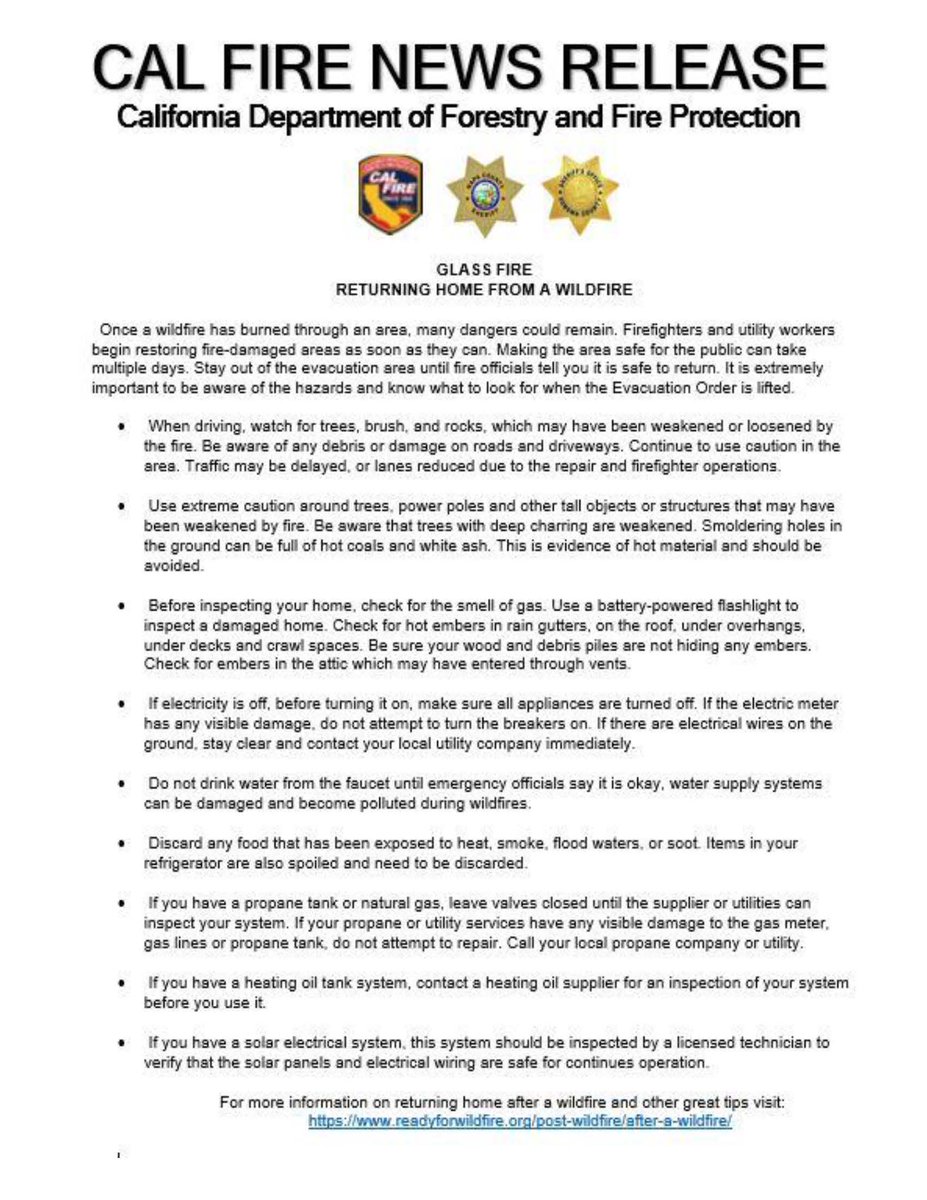 CAL FIRE NEWS RELEASE
California Department of Forestry and Fire Protection
CAL
FIRE
NAPA COUNTY
SHERIFF
SHERIFF'S OFFICE
SONOMA COUNTY
GLASS FIRE
RETURNING HOME FROM A WILDFIRE
Once a wildfire has burned through an area, many dangers could remain. Firefighters and utility workers
begin restoring fire-damaged areas as soon as they can. Making the area safe for the public can take
multiple days. Stay out of the evacuation area until fire officials tell you it is safe to return. It is extremely
important to be aware of the hazards and know what to look for when the Evacuation Order is lifted.
• When driving, watch for trees, brush, and rocks, which may have been weakened or loosened by
the fire. Be aware of any debris or damage on roads and driveways. Continue to use caution in the
area. Traffic may be delayed, or lanes reduced due to the repair and firefighter operations.
• Use extreme caution around trees, power poles and other tall objects or structures that may have
been weakened by fire. Be aware that trees with deep charring are weakened. Smoldering holes in
the ground can be full of hot coals and white ash. This is evidence of hot material and should be
avoided.
• Before inspecting your home, check for the smell of gas. Use a battery-powered flashlight to
inspect a damaged home. Check for hot embers in rain gutters, on the roof, under overhangs,
under decks and crawl spaces. Be sure your wood and debris piles are not hiding any embers.
Check for embers in the attic which may have entered through vents.
• If electricity is off, before turning it on, make sure all appliances are turned off. If the electric meter
has any visible damage, do not attempt to turn the breakers on. If there are electrical wires on the
ground, stay clear and contact your local utility company immediately.
• Do not drink water from the faucet until emergency officials say it is okay, water supply systems
can be damaged and become polluted during wildfires.
• Discard any food that has been exposed to heat, smoke, flood waters, or soot. Items in your
refrigerator are also spoiled and need to be discarded.
• If you have a propane tank or natural gas, leave valves closed until the supplier or utilities can
inspect your system. If your propane or utility services have any visible damage to the gas meter,
gas lines or propane tank, do not attempt to repair. Call your local propane company or utility.
• If you have a heating oil tank system, contact a heating oil supplier for an inspection of your system
before you use it.
• If you have a solar electrical system, this system should be inspected by a licensed technician to
verify that the solar panels and electrical wiring are safe for continues operation.
For more information on returning home after a wildfire and other great tips visit:
https://www.readyforwildfire.org/post-wildfire/after-a-wildfire/